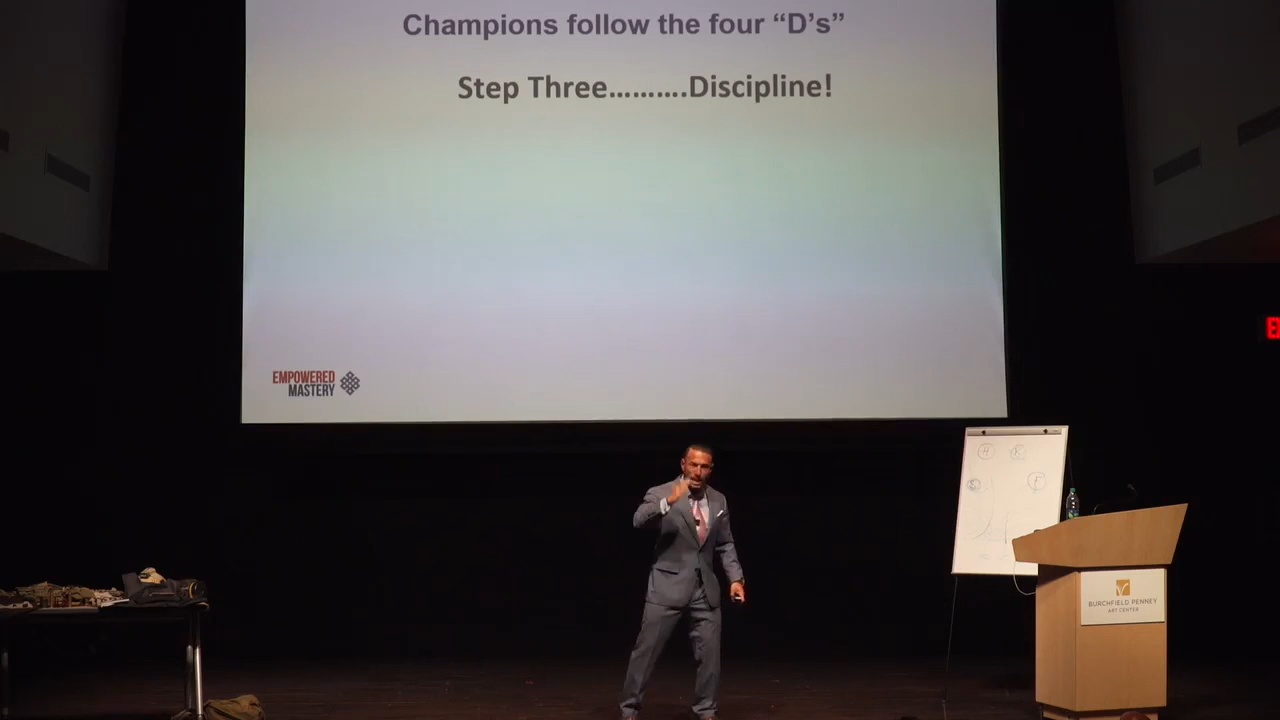 Champions follow the four “D’s”
Step Three..........Discipline!
EMPOWERED
MASTERY
BURCHFIELD PENNEY
ART CENTER